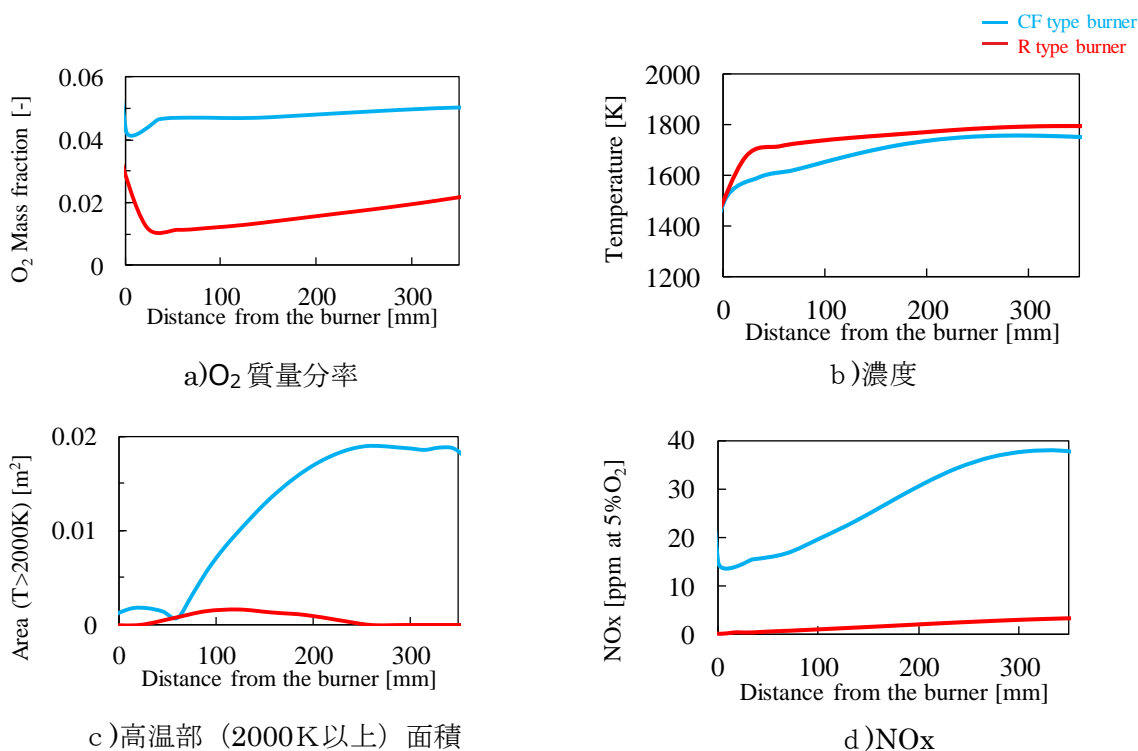 CF type burner
R type burner
O2 Mass fraction [-]
0.06
0.04
0.02
0
0 100 200 300
Distance from the burner [mm]
a)O2 質量分率
Temperature [K]
2000
1800
1600
1400
1200
0 100 200 300
Distance from the burner [mm]
b)濃度
Area (T>2000K) [m2]
0.02
0.01
0
0 100 200 300
Distance from the burner [mm]
c)高温部（2000K以上）面積
NOx [ppm at 5%O2]
40
30
20
10
0
0 100 200 300
Distance from the burner [mm]
d)NOx